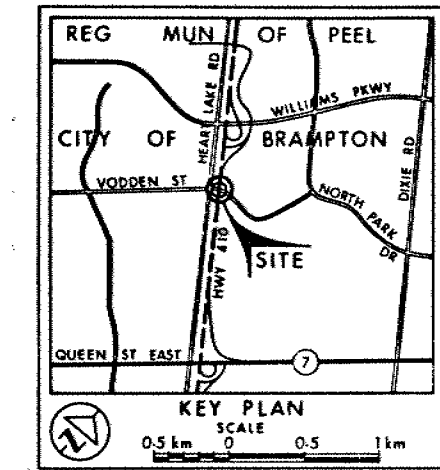 REG MUN OF PEEL
HEART LAKE RD
WILLIAMS PKWY
CITY OF BRAMPTON
DIXIE RD
VODDEN ST
NORTH PARK DR
HWY 410
SITE
QUEEN ST EAST
7
KEY PLAN
SCALE
0·5 km 0 0·5 1 km